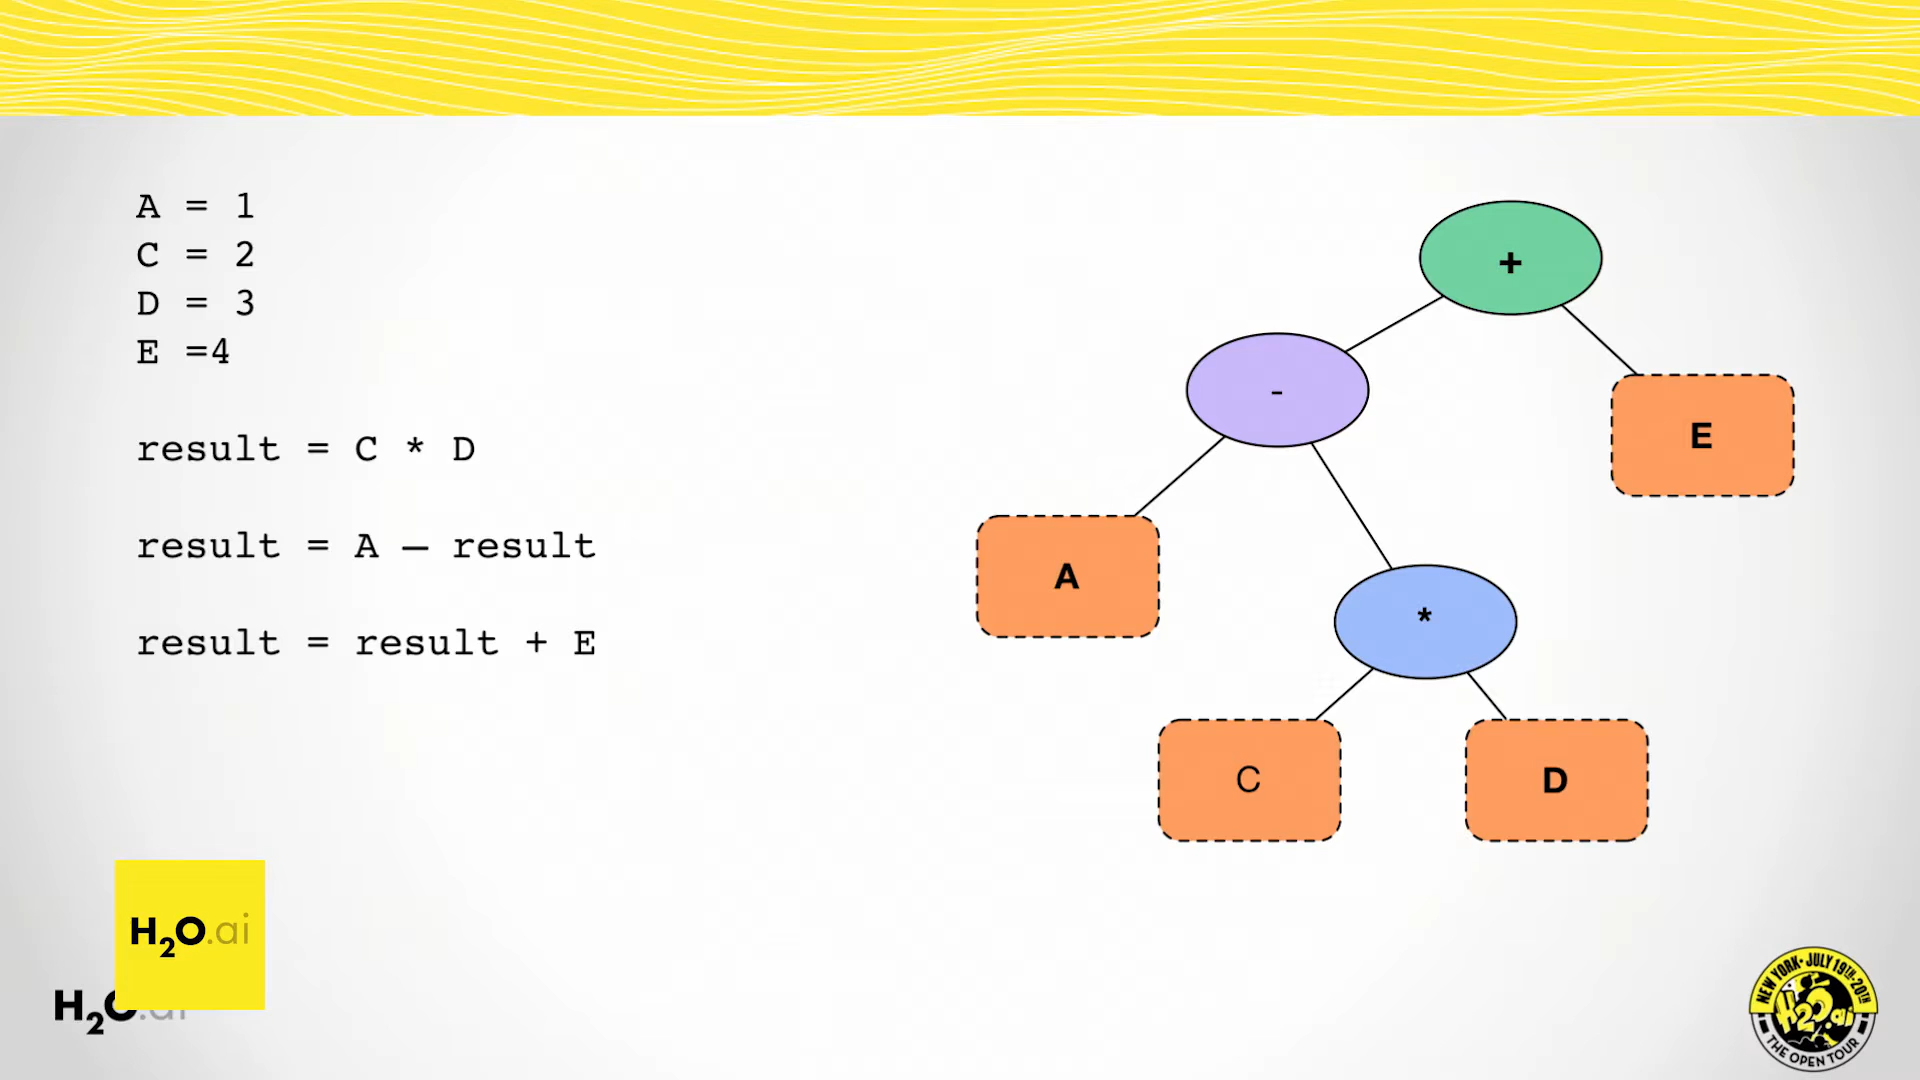 A = 1
C = 2
D = 3
E =4
result = C * D
result = A – result
result = result + E
+
-
E
A
*
C
D
H2O.ai
H2O.ai
NEW YORK • JULY 19TH-20TH
H2O.ai
THE OPEN TOUR